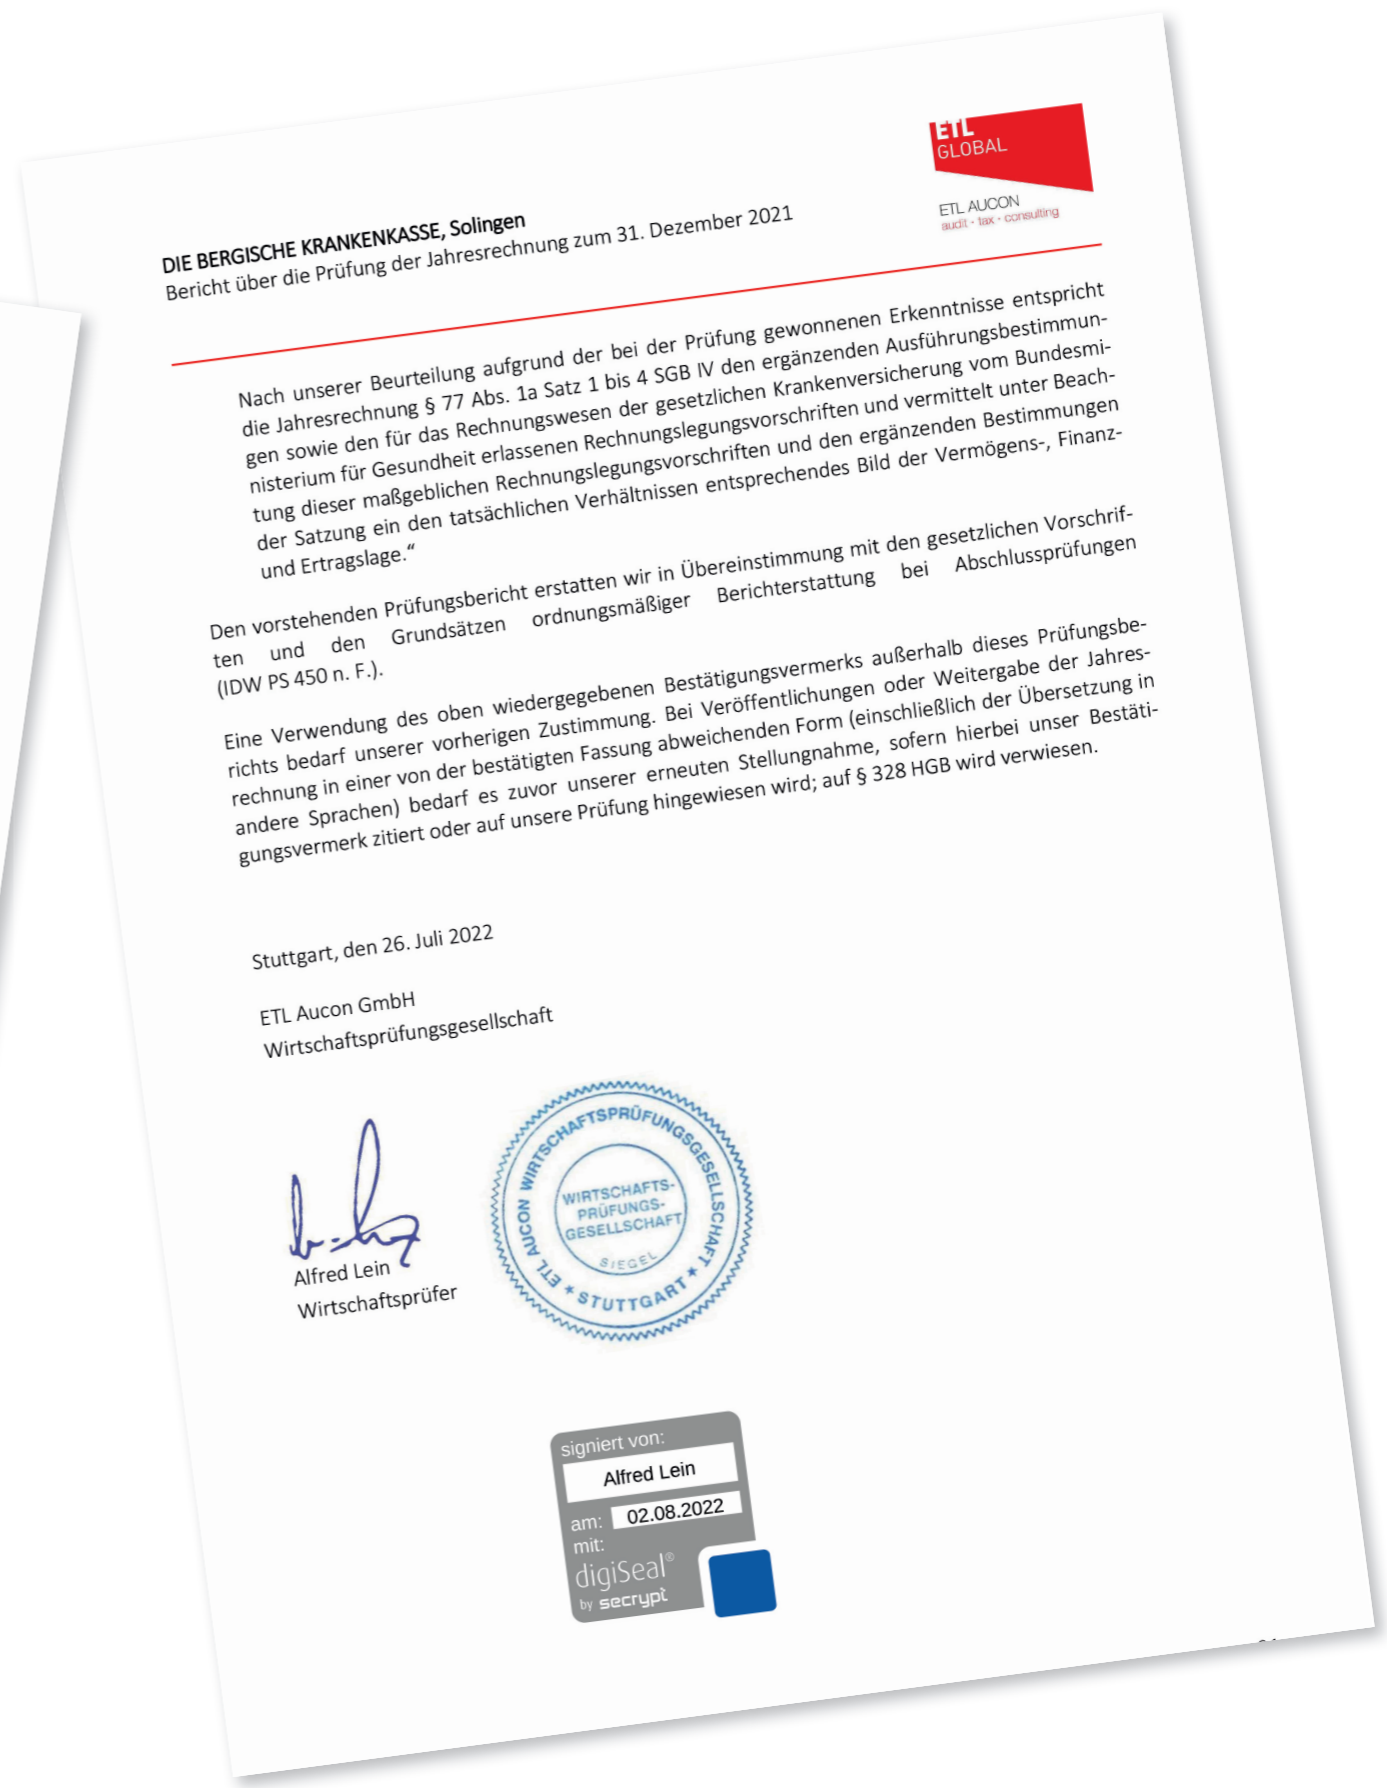 ETL
GLOBAL
ETL AUCON
audit · tax · consulting
DIE BERGISCHE KRANKENKASSE, Solingen
Bericht über die Prüfung der Jahresrechnung zum 31. Dezember 2021
Nach unserer Beurteilung aufgrund der bei der Prüfung gewonnenen Erkenntnisse entspricht
die Jahresrechnung § 77 Abs. 1a Satz 1 bis 4 SGB IV den ergänzenden Ausführungsbestimmun-
gen sowie den für das Rechnungswesen der gesetzlichen Krankenversicherung vom Bundesmi-
nisterium für Gesundheit erlassenen Rechnungslegungsvorschriften und vermittelt unter Beach-
tung dieser maßgeblichen Rechnungslegungsvorschriften und den ergänzenden Bestimmungen
der Satzung ein den tatsächlichen Verhältnissen entsprechendes Bild der Vermögens-, Finanz-
und Ertragslage.“
Den vorstehenden Prüfungsbericht erstatten wir in Übereinstimmung mit den gesetzlichen Vorschrif-
ten und den Grundsätzen ordnungsmäßiger Berichterstattung bei Abschlussprüfungen
(IDW PS 450 n. F.).
Eine Verwendung des oben wiedergegebenen Bestätigungsvermerks außerhalb dieses Prüfungsbe-
richts bedarf unserer vorherigen Zustimmung. Bei Veröffentlichungen oder Weitergabe der Jahres-
rechnung in einer von der bestätigten Fassung abweichenden Form (einschließlich der Übersetzung in
andere Sprachen) bedarf es zuvor unserer erneuten Stellungnahme, sofern hierbei unser Bestäti-
gungsvermerk zitiert oder auf unsere Prüfung hingewiesen wird; auf § 328 HGB wird verwiesen.
Stuttgart, den 26. Juli 2022
ETL Aucon GmbH
Wirtschaftsprüfungsgesellschaft
ETL AUCON WIRTSCHAFTSPRÜFUNGSGESELLSCHAFT
★ STUTTGART ★
WIRTSCHAFTS-
PRÜFUNGS-
GESELLSCHAFT
SIEGEL
Alfred Lein
Wirtschaftsprüfer
signiert von:
Alfred Lein
am: 02.08.2022
mit:
digiSeal®
by secrypt